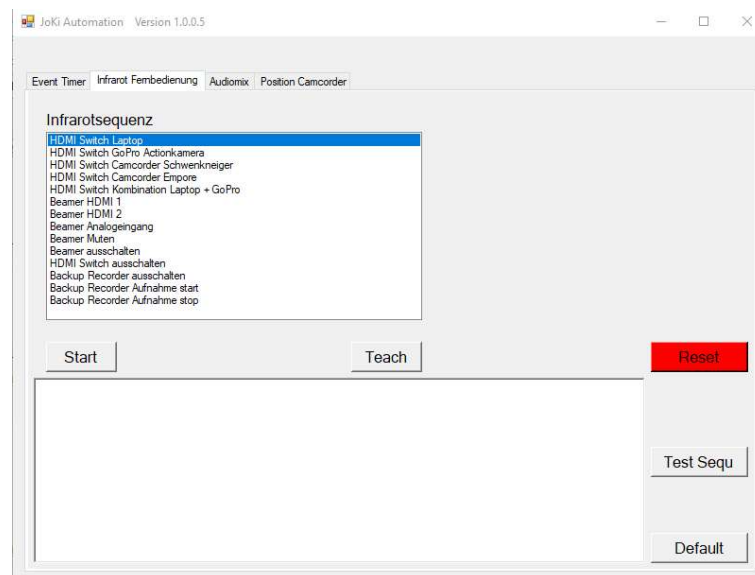 JoKi Automation Version 1.0.0.5
Event Timer Infrarot Fernbedienung Audiomix Position Camcorder
Infrarotsequenz
HDMI Switch Laptop
HDMI Switch GoPro Actionkamera
HDMI Switch Camcorder Schwenkneiger
HDMI Switch Camcorder Empore
HDMI Switch Kombination Laptop + GoPro
Beamer HDMI 1
Beamer HDMI 2
Beamer Analogeingang
Beamer Muten
Beamer ausschalten
HDMI Switch ausschalten
Backup Recorder ausschalten
Backup Recorder Aufnahme start
Backup Recorder Aufnahme stop
Start Teach Reset
Test Sequ
Default